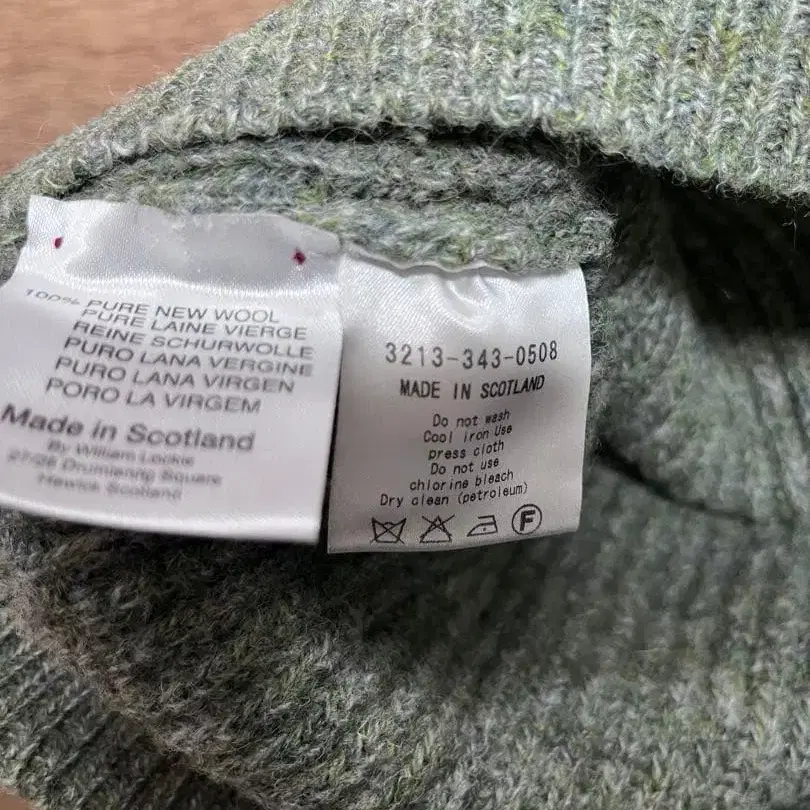 100% PURE NEW WOOL
PURE LAINE VIERGE
REINE SCHURWOLLE
PURO LANA VERGINE
PURO LANA VIRGEN
PORO LA VIRGEM
Made in Scotland
By William Lockie
27/28 Drumlanrig Square
Hawick Scotland
3213-343-0508
MADE IN SCOTLAND
Do not wash
Cool iron Use
press cloth
Do not use
chlorine bleach
Dry clean (petroleum)
F